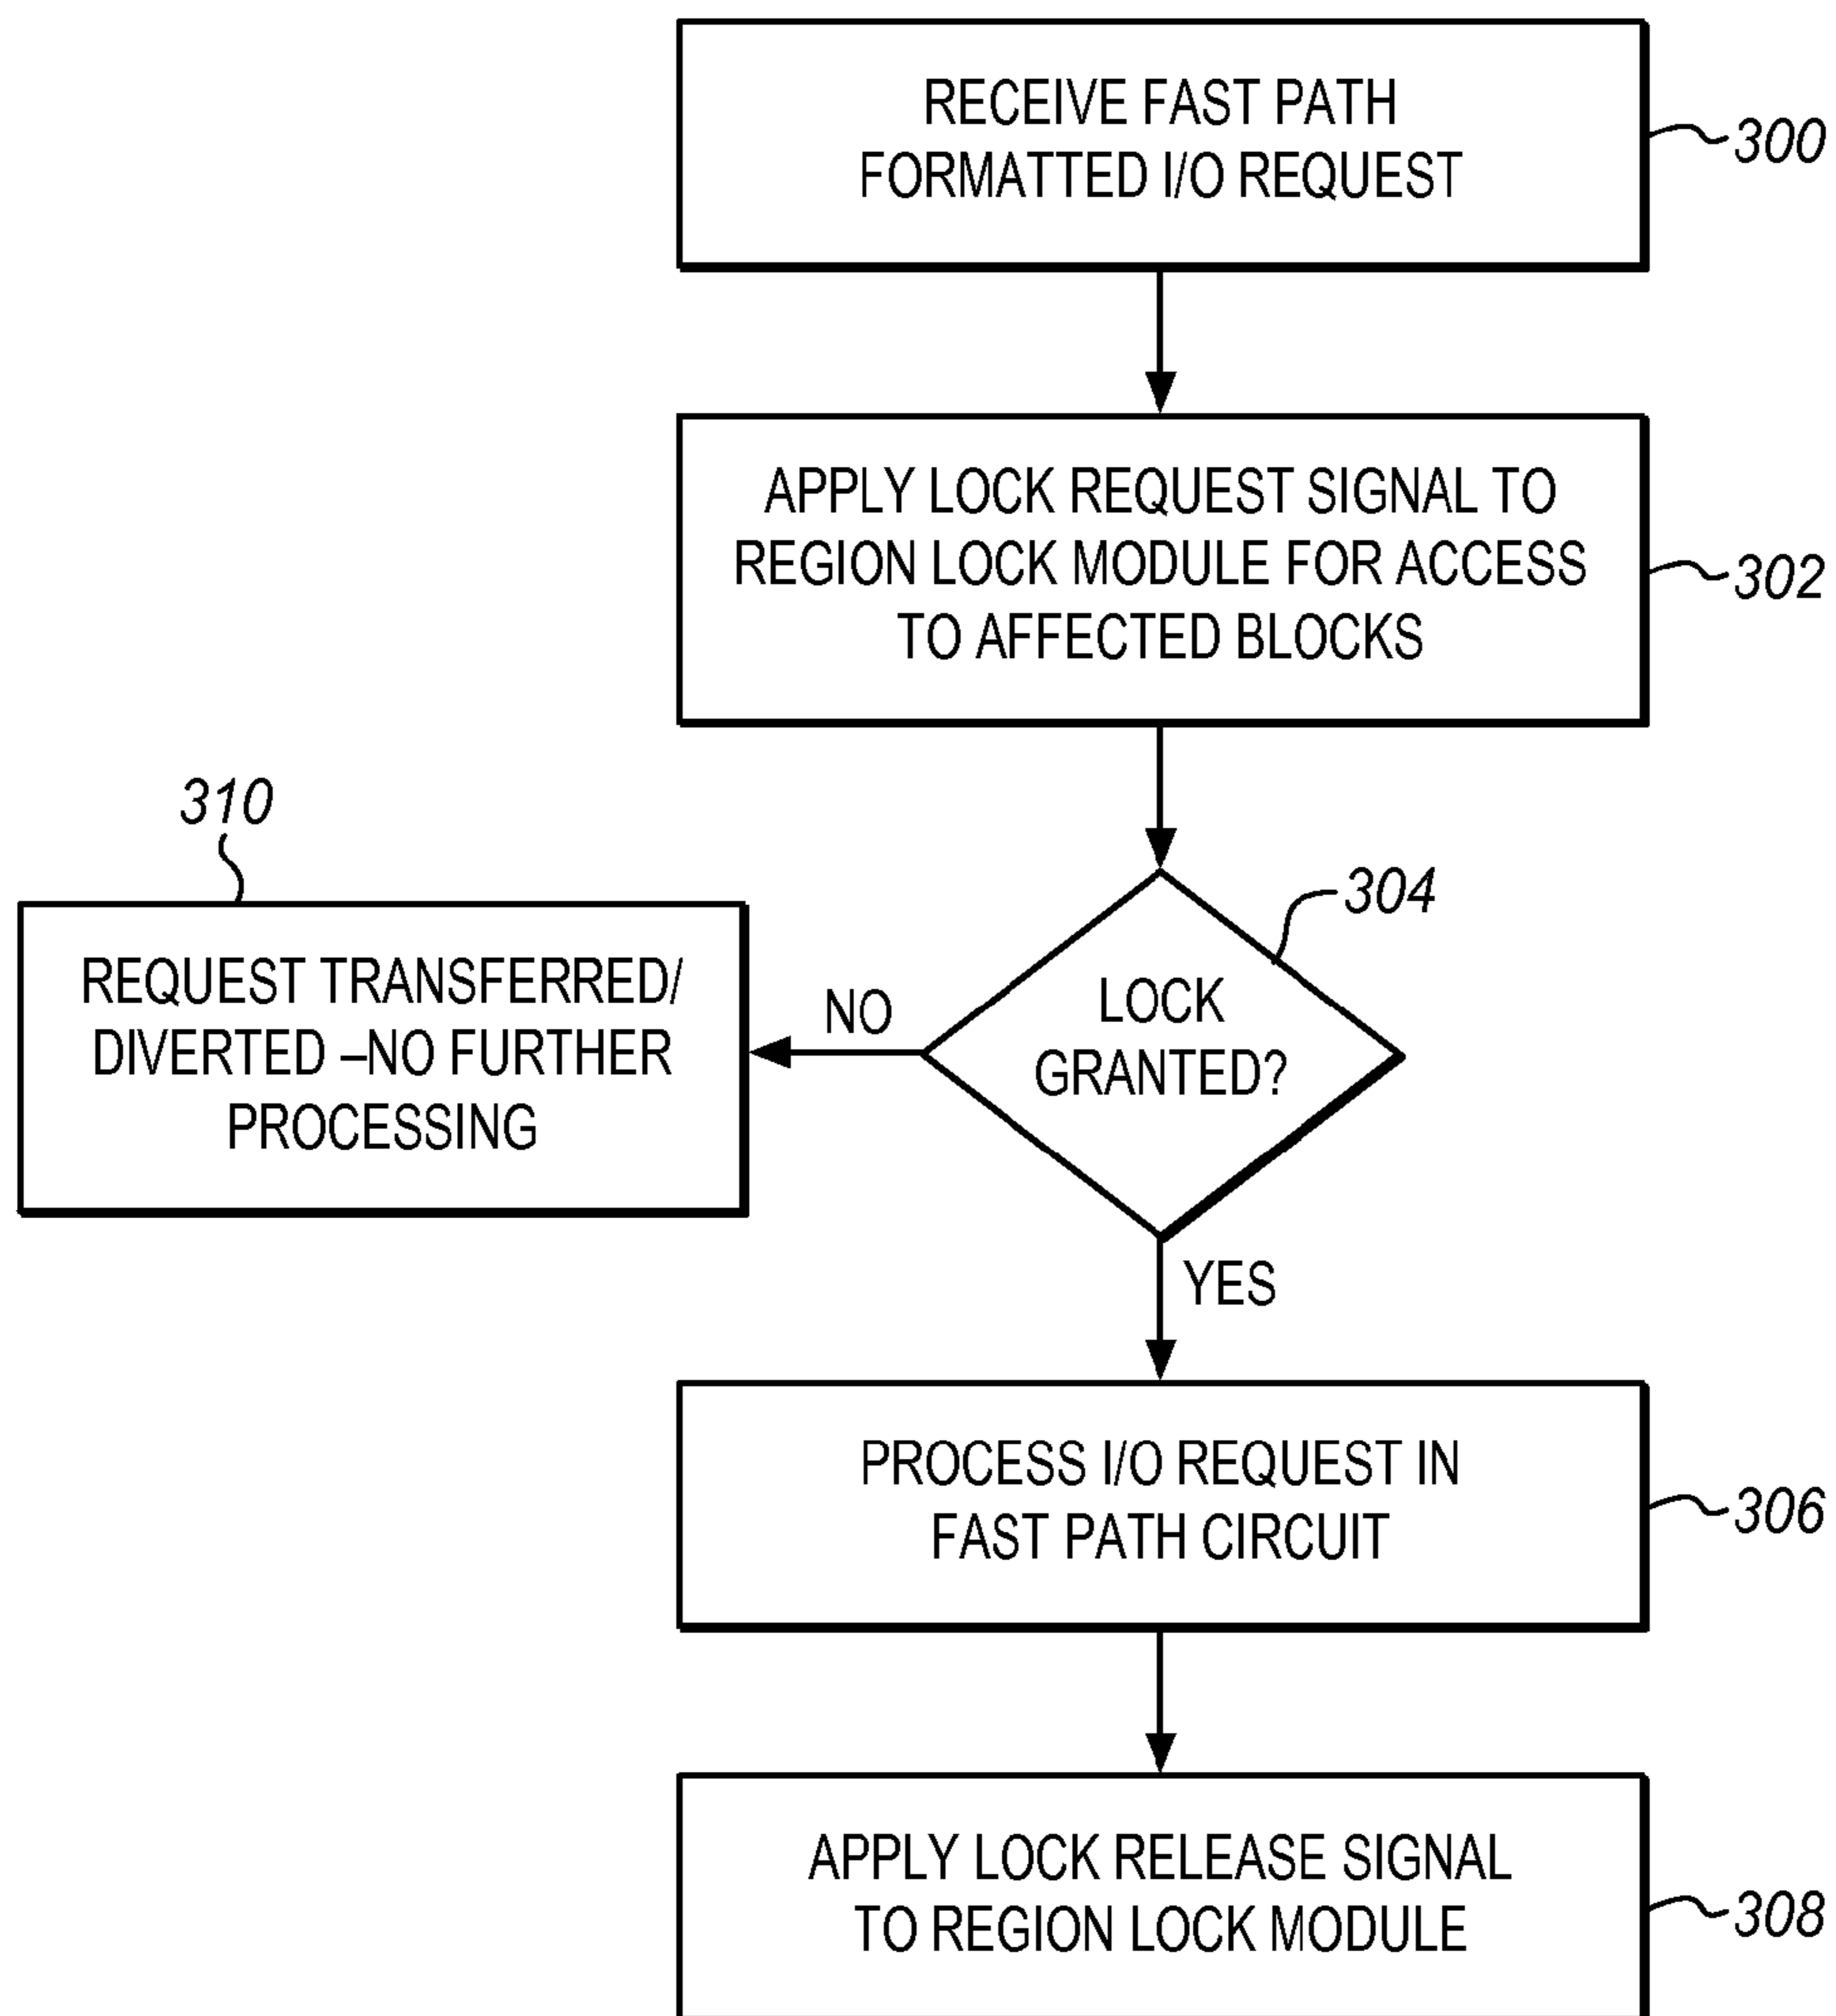 RECEIVE FAST PATH
FORMATTED I/O REQUEST
300
APPLY LOCK REQUEST SIGNAL TO
REGION LOCK MODULE FOR ACCESS
TO AFFECTED BLOCKS
302
310
304
REQUEST TRANSFERRED/
DIVERTED –NO FURTHER
PROCESSING
NO
LOCK
GRANTED?
YES
PROCESS I/O REQUEST IN
FAST PATH CIRCUIT
306
APPLY LOCK RELEASE SIGNAL
TO REGION LOCK MODULE
308